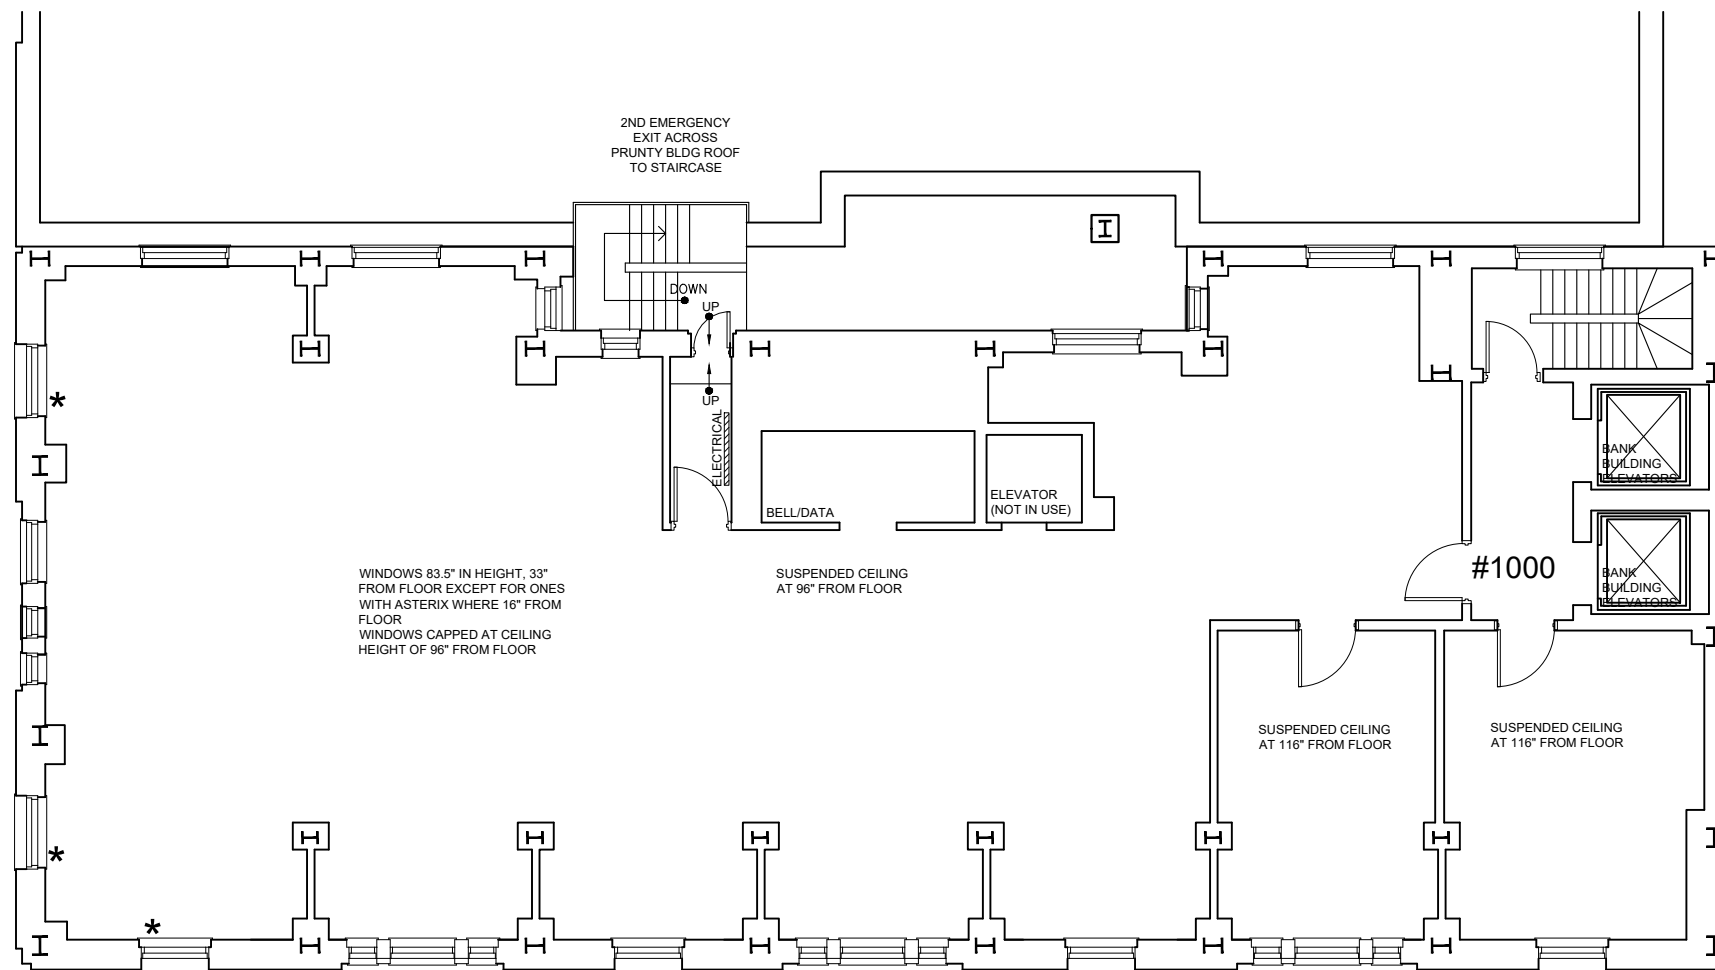 2ND EMERGENCY
EXIT ACROSS
PRUNTY BLDG ROOF
TO STAIRCASE
DOWN
UP
UP
ELECTRICAL
BELL/DATA
ELEVATOR
(NOT IN USE)
BANK
BUILDING
ELEVATORS
#1000
BANK
BUILDING
ELEVATORS
WINDOWS 83.5" IN HEIGHT, 33"
FROM FLOOR EXCEPT FOR ONES
WITH ASTERIX WHERE 16" FROM
FLOOR
WINDOWS CAPPED AT CEILING
HEIGHT OF 96" FROM FLOOR
SUSPENDED CEILING
AT 96" FROM FLOOR
SUSPENDED CEILING
AT 116" FROM FLOOR
SUSPENDED CEILING
AT 116" FROM FLOOR
*
*
*